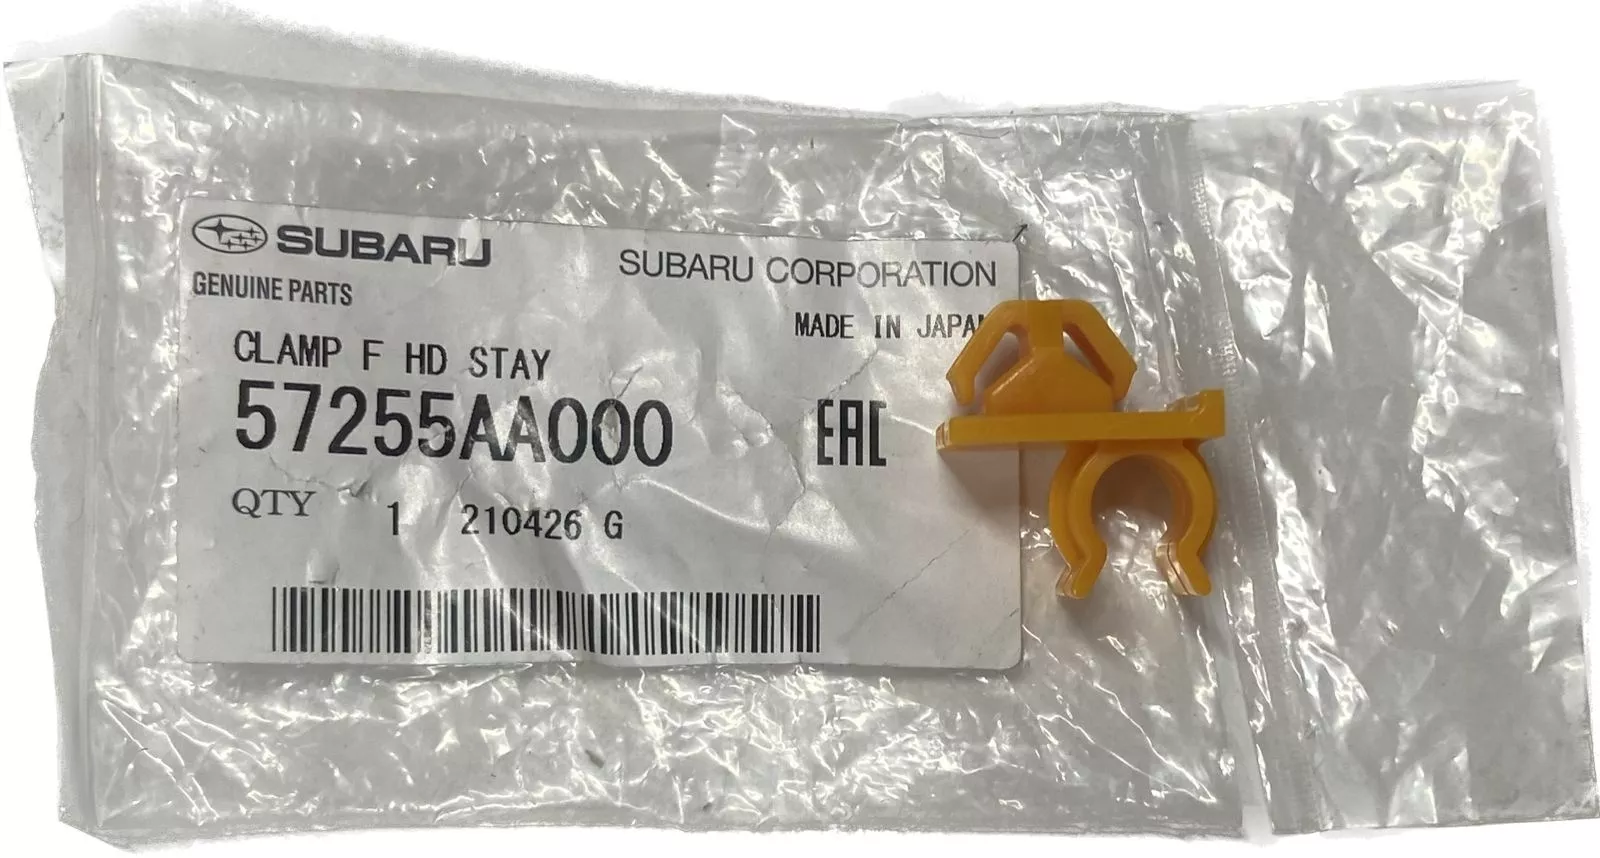 SUBARU
SUBARU CORPORATION
GENUINE PARTS
MADE IN JAPAN
CLAMP F HD STAY
57255AA000
EAC
QTY 1 210426 G